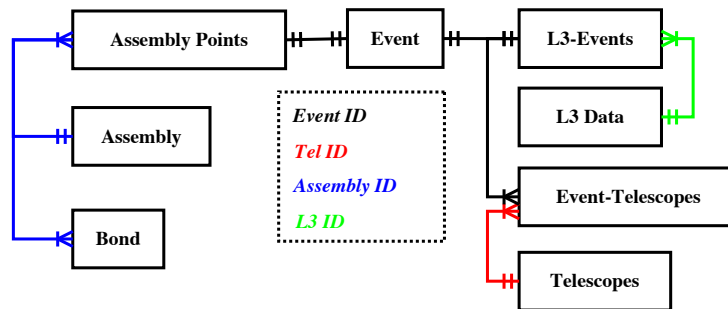 Assembly Points
Event
L3-Events
Assembly
Event ID
Tel ID
Assembly ID
L3 ID
L3 Data
Bond
Event-Telescopes
Telescopes